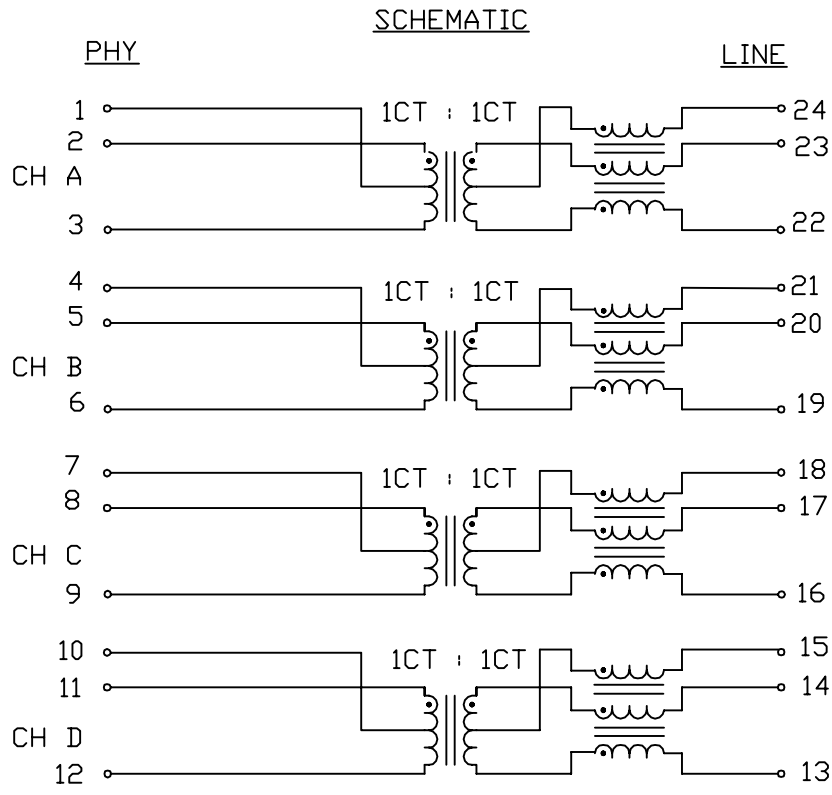 SCHEMATIC
PHY LINE
1 1CT : 1CT 24
2 23
CH A
3 22
4 1CT : 1CT 21
5 20
CH B
6 19
7 1CT : 1CT 18
8 17
CH C
9 16
10 1CT : 1CT 15
11 14
CH D
12 13